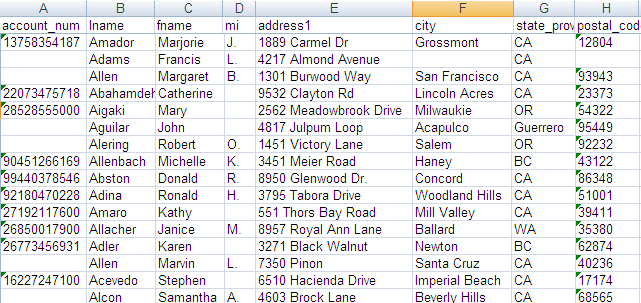 A B C D E F G H
account_num lname fname mi address1 city state_prov postal_cod
13758354187 Amador Marjorie J. 1889 Carmel Dr Grossmont CA 12804
Adams Francis L. 4217 Almond Avenue CA
Allen Margaret B. 1301 Burwood Way San Francisco CA 93943
22073475718 Abahamdeh Catherine 9532 Clayton Rd Lincoln Acres CA 23373
28528555000 Aigaki Mary 2562 Meadowbrook Drive Milwaukie OR 54322
Aguilar John 4817 Julpum Loop Acapulco Guerrero 95449
Alering Robert O. 1451 Victory Lane Salem OR 92232
90451266169 Allenbach Michelle K. 3451 Meier Road Haney BC 43122
99440378546 Abston Donald R. 8950 Glenwood Dr. Concord CA 86348
92180470228 Adina Ronald H. 3795 Tabora Drive Woodland Hills CA 51001
27192117600 Amaro Kathy 551 Thors Bay Road Mill Valley CA 39411
26850017900 Allacher Janice M. 8957 Royal Ann Lane Ballard WA 35380
26773456931 Adler Karen 3271 Black Walnut Newton BC 62874
Allen Marvin L. 7350 Pinon Santa Cruz CA 40236
16227247100 Acevedo Stephen 6510 Hacienda Drive Imperial Beach CA 17174
Alcon Samantha A. 4603 Brock Lane Beverly Hills CA 68565